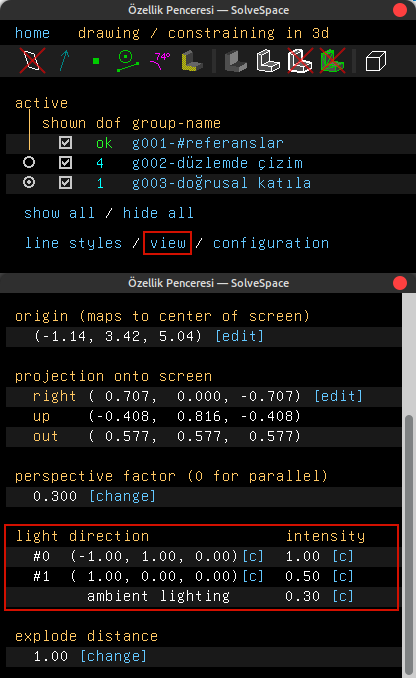 Özellik Penceresi — SolveSpace
home drawing / constraining in 3d
74°
active
shown dof group-name
ok g001-#referanslar
4 g002-düzlemde çizim
1 g003-doğrusal katıla
show all / hide all
line styles / view / configuration
Özellik Penceresi — SolveSpace
origin (maps to center of screen)
(-1.14, 3.42, 5.04) [edit]
projection onto screen
right ( 0.707, 0.000, -0.707) [edit]
up (-0.408, 0.816, -0.408)
out ( 0.577, 0.577, 0.577)
perspective factor (0 for parallel)
0.300 [change]
light direction intensity
#0 (-1.00, 1.00, 0.00)[c] 1.00 [c]
#1 ( 1.00, 0.00, 0.00)[c] 0.50 [c]
ambient lighting 0.30 [c]
explode distance
1.00 [change]